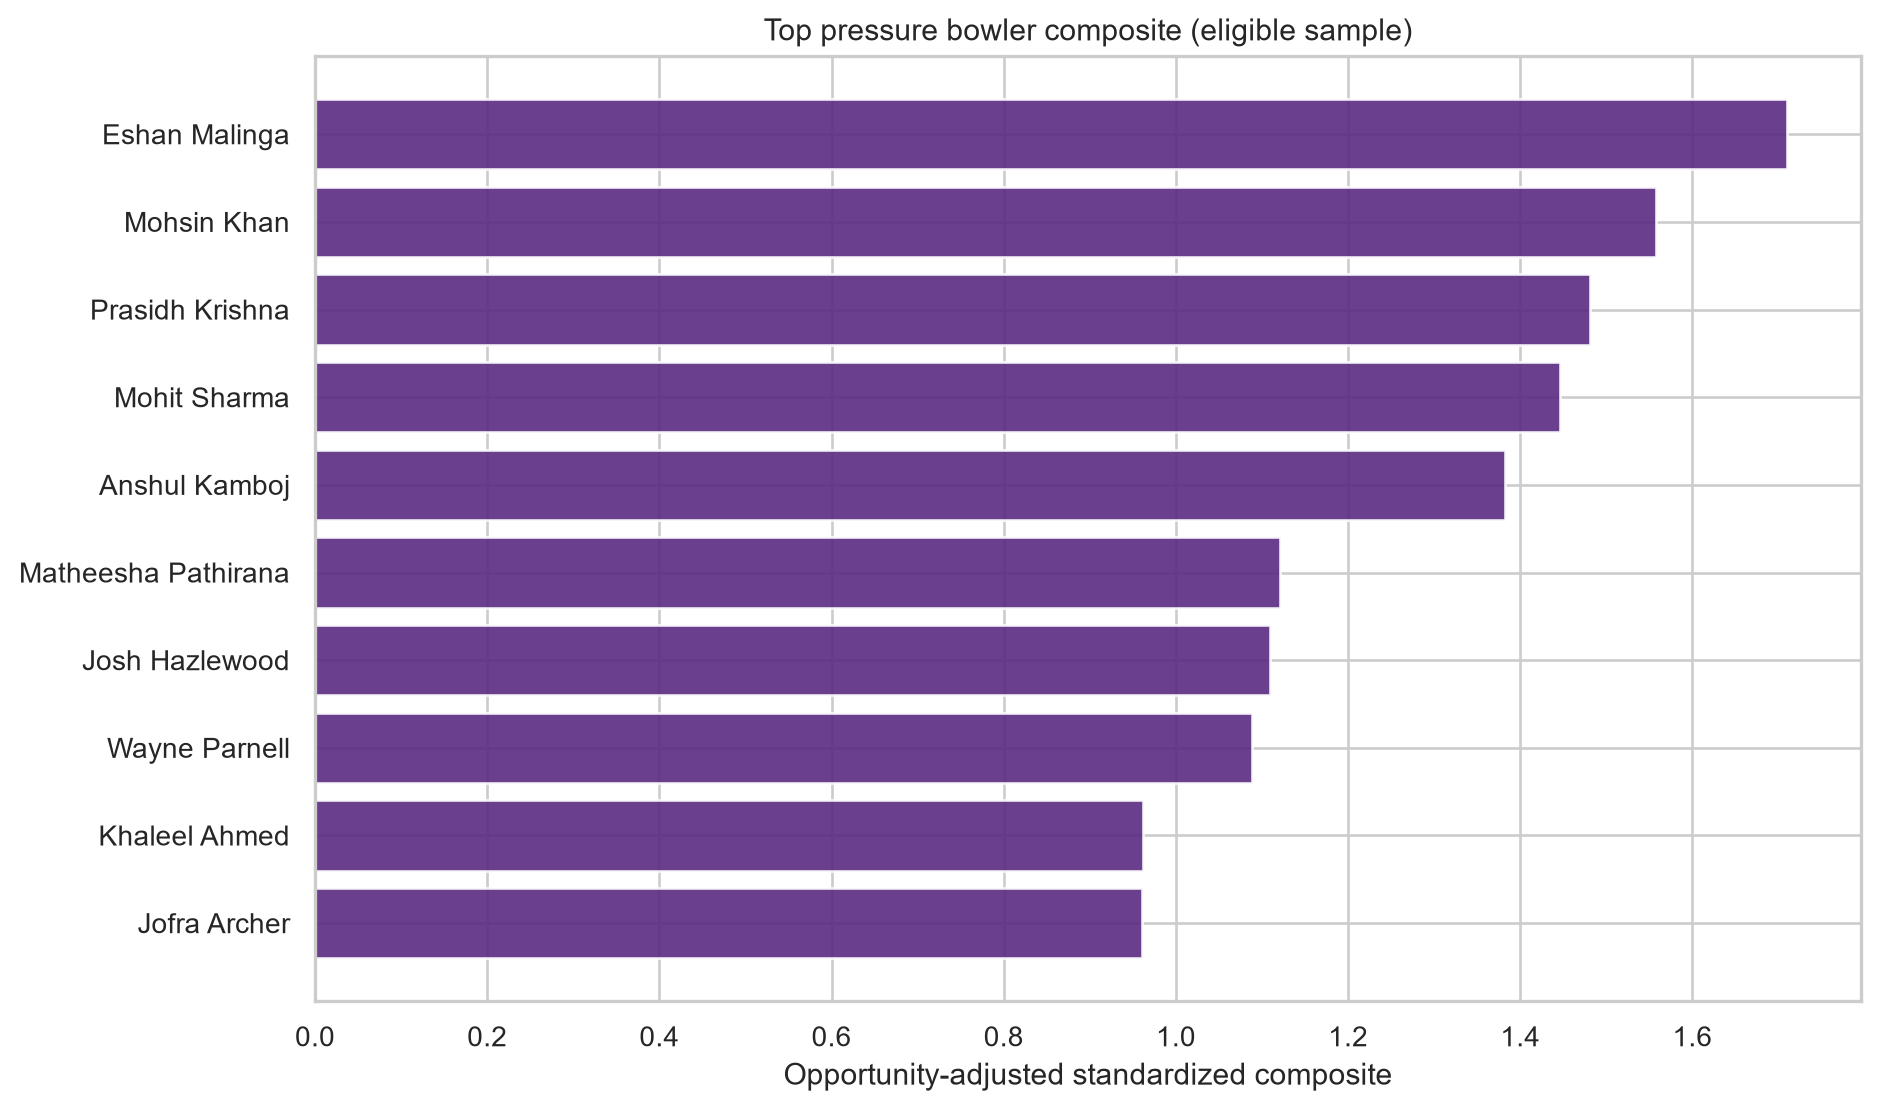 Top pressure bowler composite (eligible sample)
Eshan Malinga
Mohsin Khan
Prasidh Krishna
Mohit Sharma
Anshul Kamboj
Matheesha Pathirana
Josh Hazlewood
Wayne Parnell
Khaleel Ahmed
Jofra Archer
0.0 0.2 0.4 0.6 0.8 1.0 1.2 1.4 1.6
Opportunity-adjusted standardized composite